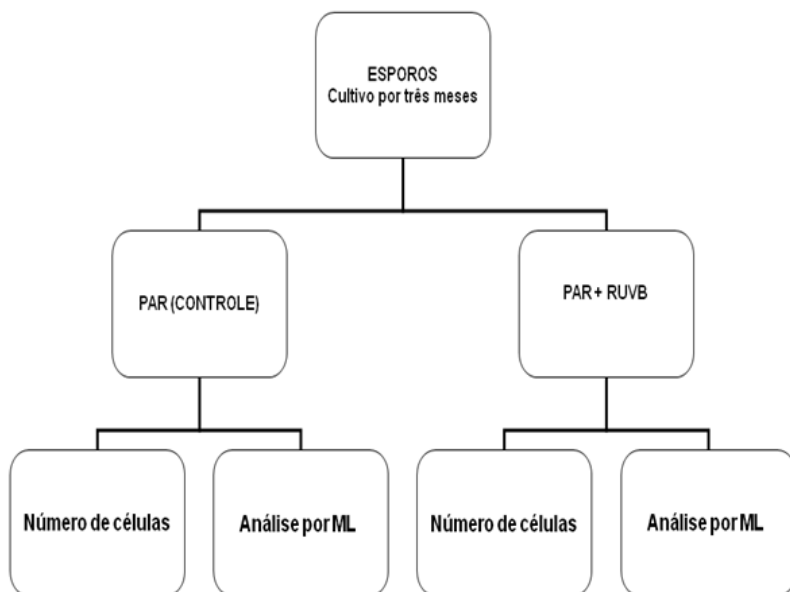 ESPOROS
Cultivo por três meses
PAR (CONTROLE)
PAR + RUVB
Número de células
Análise por ML
Número de células
Análise por ML